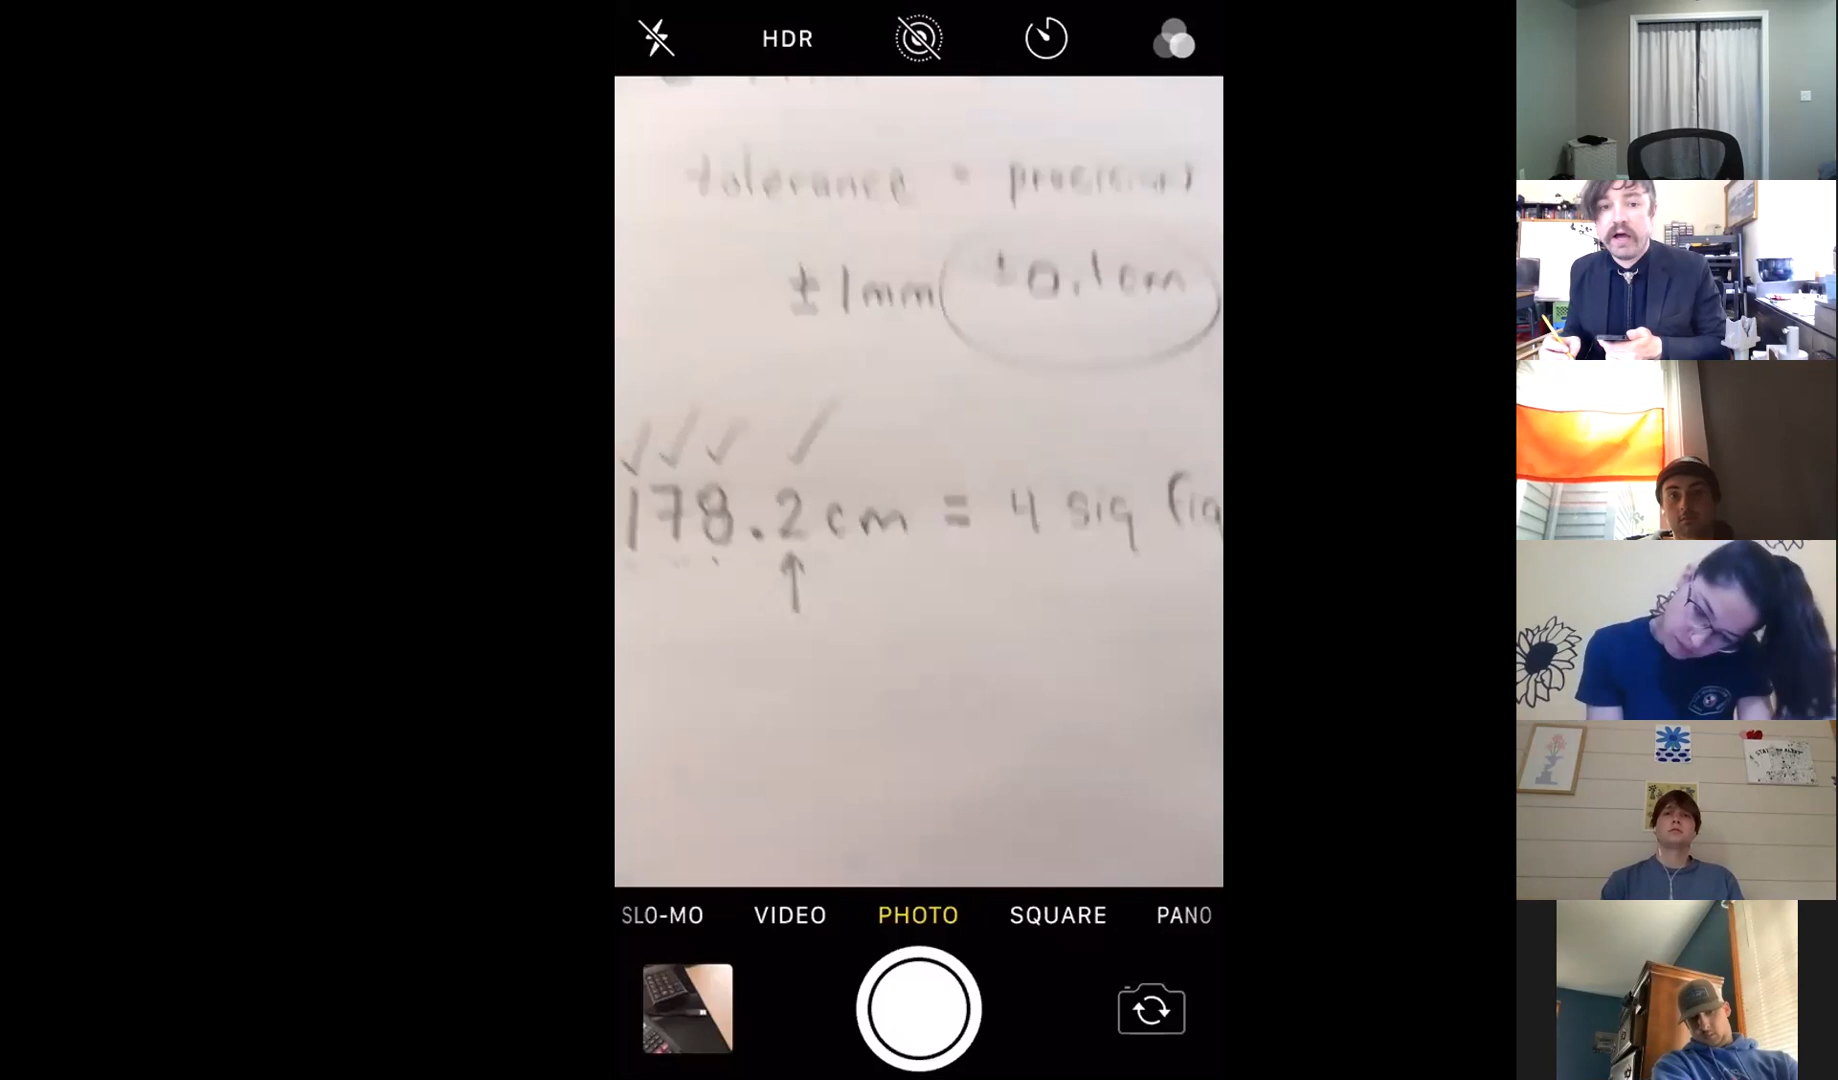 HDR
tolerance = precision
±1mm ±0.1cm
178.2cm = 4 sig fig
SLO-MO VIDEO PHOTO SQUARE PANO